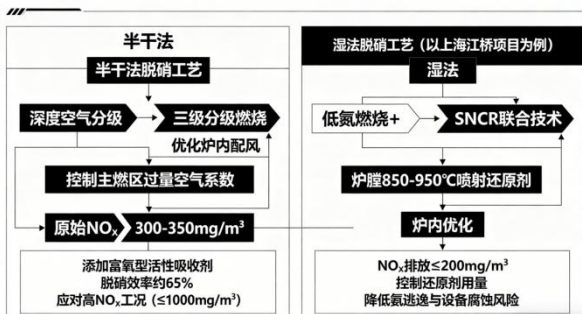 半干法
半干法脱硝工艺
深度空气分级
三级分级燃烧
优化炉内配风
控制主燃区过量空气系数
原始NOₓ
300-350mg/m³
添加富氧型活性吸收剂
脱硝效率约65%
应对高NOₓ工况（≤1000mg/m³）
湿法脱硝工艺（以上海江桥项目为例）
湿法
低氮燃烧+
SNCR联合技术
炉膛850-950℃喷射还原剂
炉内优化
NOₓ排放≤200mg/m³
控制还原剂用量
降低氨逃逸与设备腐蚀风险